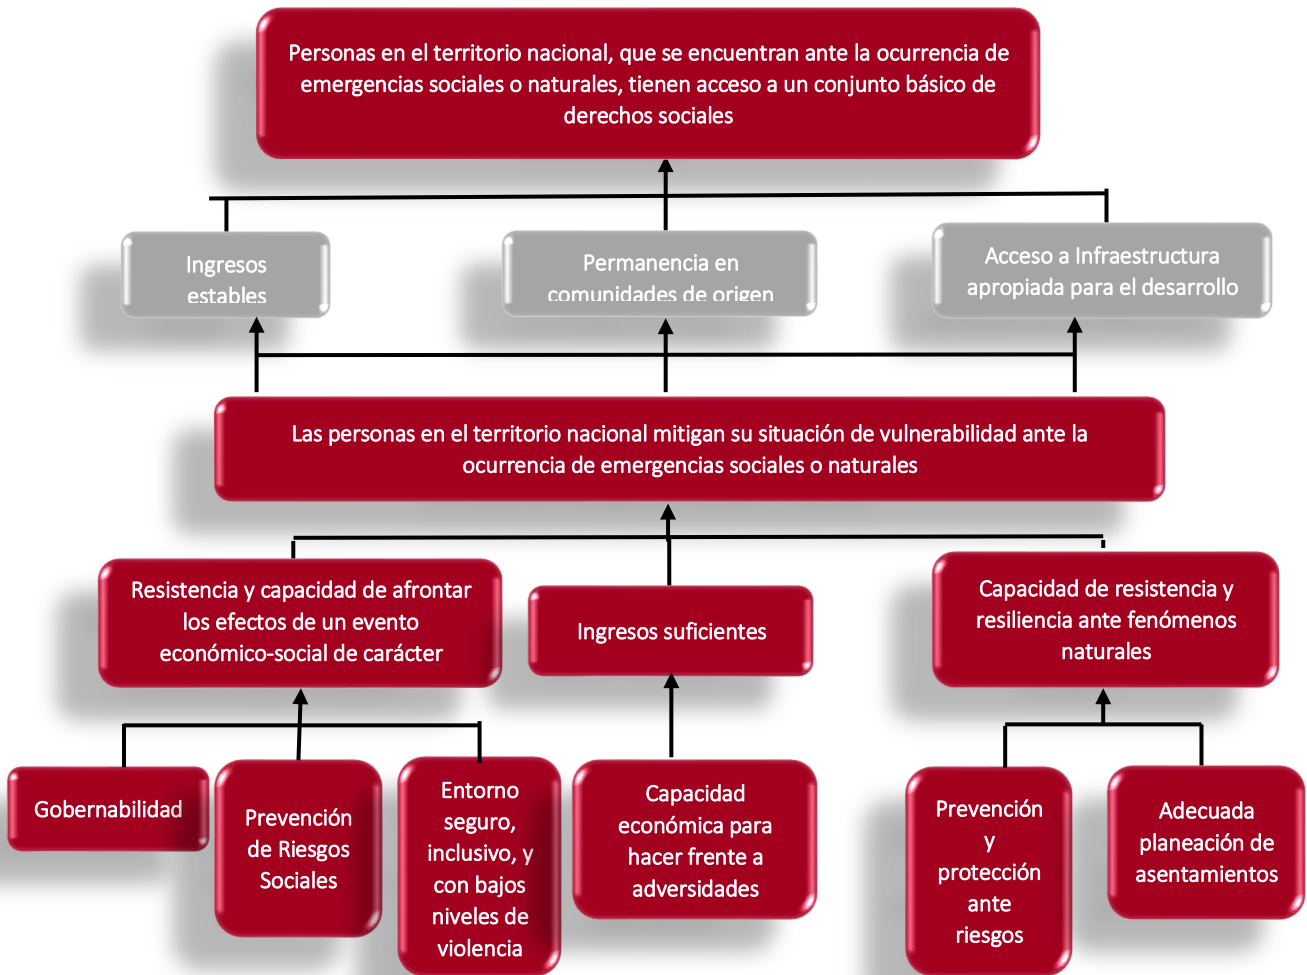 Personas en el territorio nacional, que se encuentran ante la ocurrencia de
emergencias sociales o naturales, tienen acceso a un conjunto básico de
derechos sociales
Ingresos
estables
Permanencia en
comunidades de origen
Acceso a Infraestructura
apropiada para el desarrollo
Las personas en el territorio nacional mitigan su situación de vulnerabilidad ante la
ocurrencia de emergencias sociales o naturales
Resistencia y capacidad de afrontar
los efectos de un evento
económico-social de carácter
Ingresos suficientes
Capacidad de resistencia y
resiliencia ante fenómenos
naturales
Gobernabilidad
Prevención
de Riesgos
Sociales
Entorno
seguro,
inclusivo, y
con bajos
niveles de
violencia
Capacidad
económica para
hacer frente a
adversidades
Prevención
y
protección
ante
riesgos
Adecuada
planeación de
asentamientos